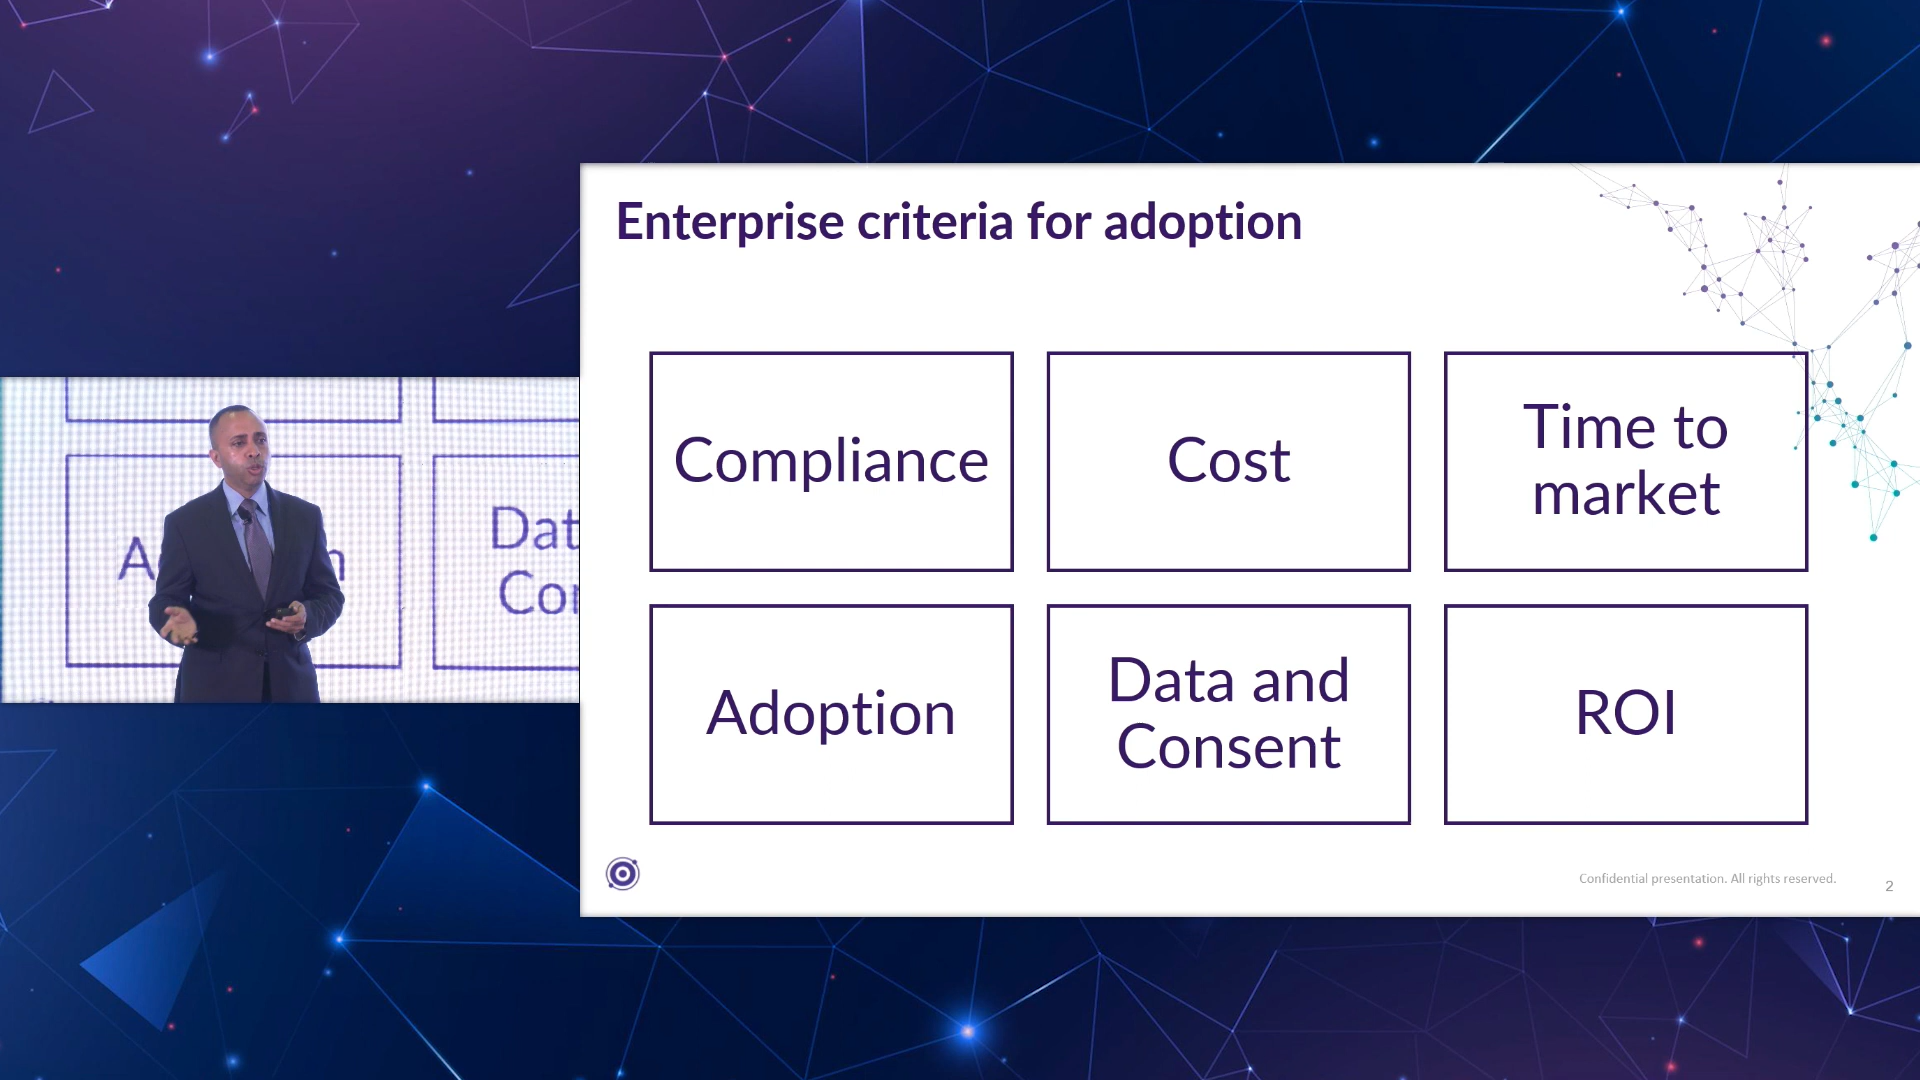 Enterprise criteria for adoption
Compliance
Cost
Time to
market
Adoption
Data and
Consent
ROI
Confidential presentation. All rights reserved.
2